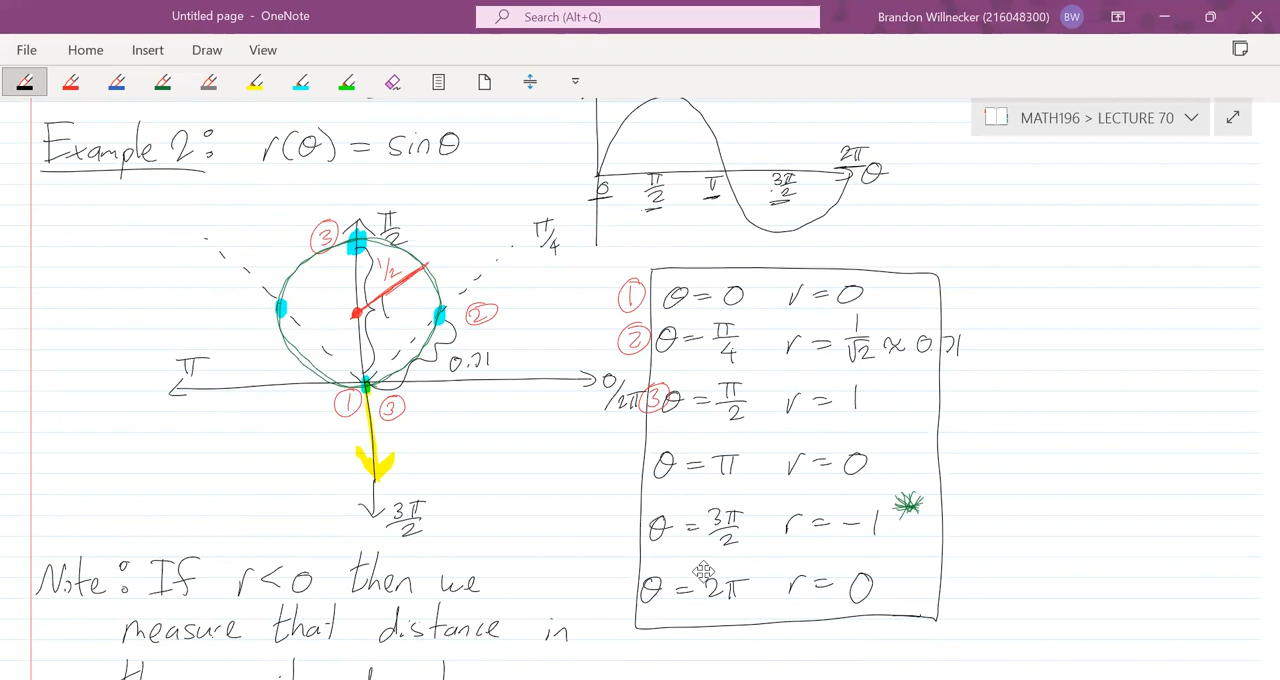 Untitled page - OneNote
Search (Alt+Q)
Brandon Willnecker (216048300)
BW
File Home Insert Draw View
MATH196 > LECTURE 70
Example 2: r(θ) = sinθ
0 π/2 π 3π/2 2π θ
π/2
π/4
③
1/2
1
②
0.71
π
0/2π
① ③
3π/2
① θ = 0 r = 0
② θ = π/4 r = 1/√2 ≈ 0.71
③ θ = π/2 r = 1
θ = π r = 0
θ = 3π/2 r = -1
θ = 2π r = 0
Note: If r<0 then we
measure that distance in